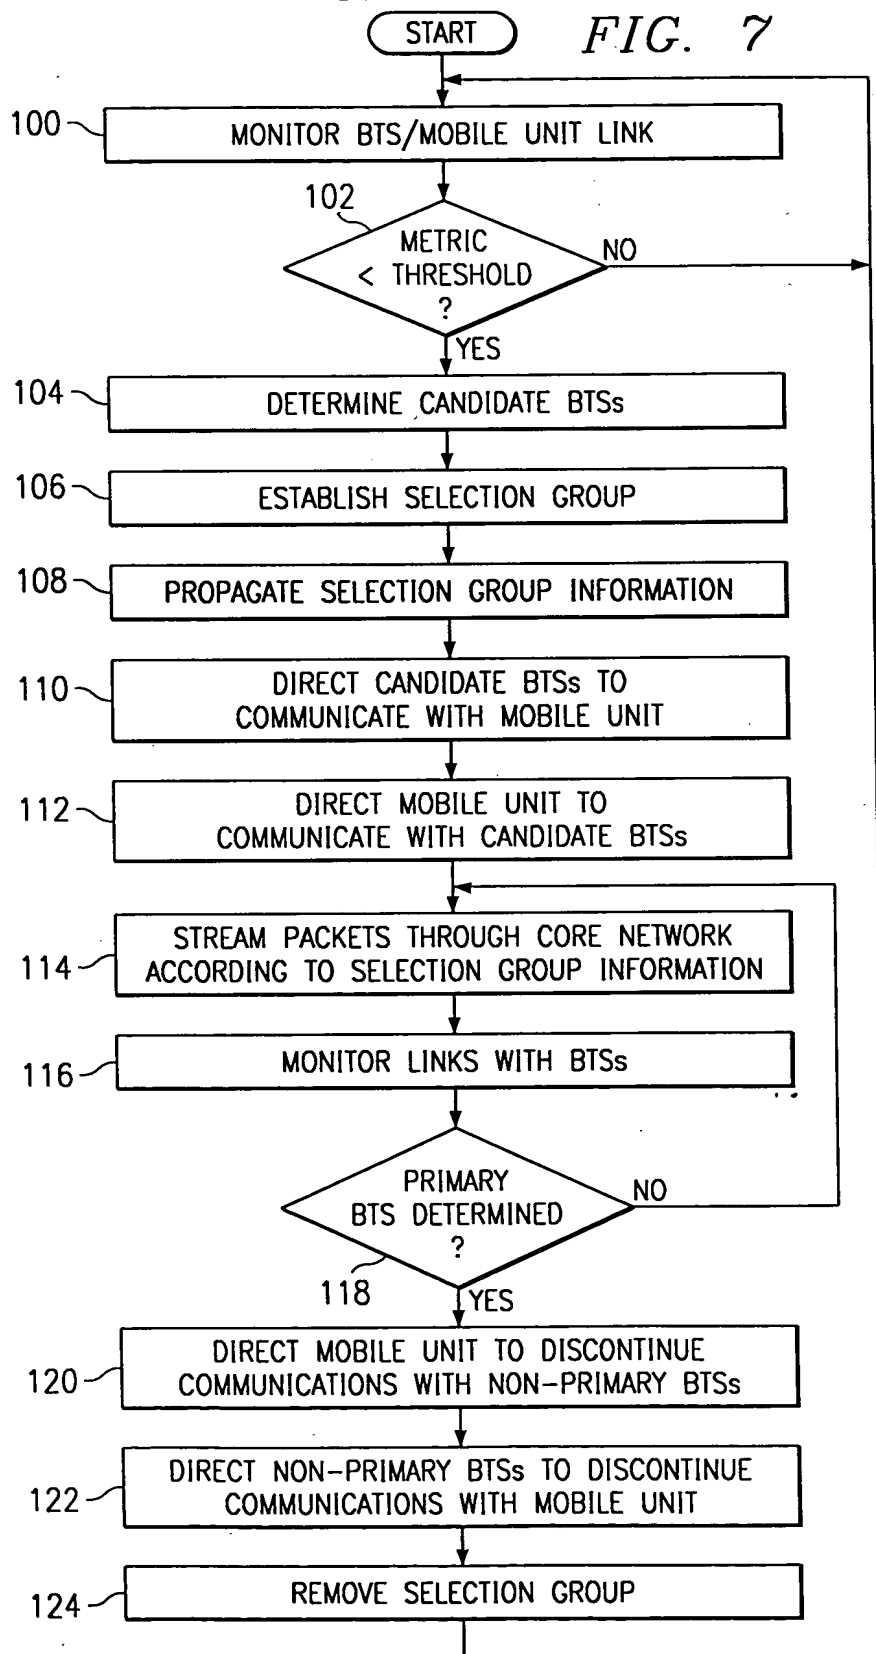 START
FIG. 7
100
MONITOR BTS/MOBILE UNIT LINK
102
METRIC
< THRESHOLD
?
NO
YES
104
DETERMINE CANDIDATE BTSs
106
ESTABLISH SELECTION GROUP
108
PROPAGATE SELECTION GROUP INFORMATION
110
DIRECT CANDIDATE BTSs TO
COMMUNICATE WITH MOBILE UNIT
112
DIRECT MOBILE UNIT TO
COMMUNICATE WITH CANDIDATE BTSs
114
STREAM PACKETS THROUGH CORE NETWORK
ACCORDING TO SELECTION GROUP INFORMATION
116
MONITOR LINKS WITH BTSs
PRIMARY
BTS DETERMINED
?
NO
118
YES
120
DIRECT MOBILE UNIT TO DISCONTINUE
COMMUNICATIONS WITH NON-PRIMARY BTSs
122
DIRECT NON-PRIMARY BTSs TO DISCONTINUE
COMMUNICATIONS WITH MOBILE UNIT
124
REMOVE SELECTION GROUP